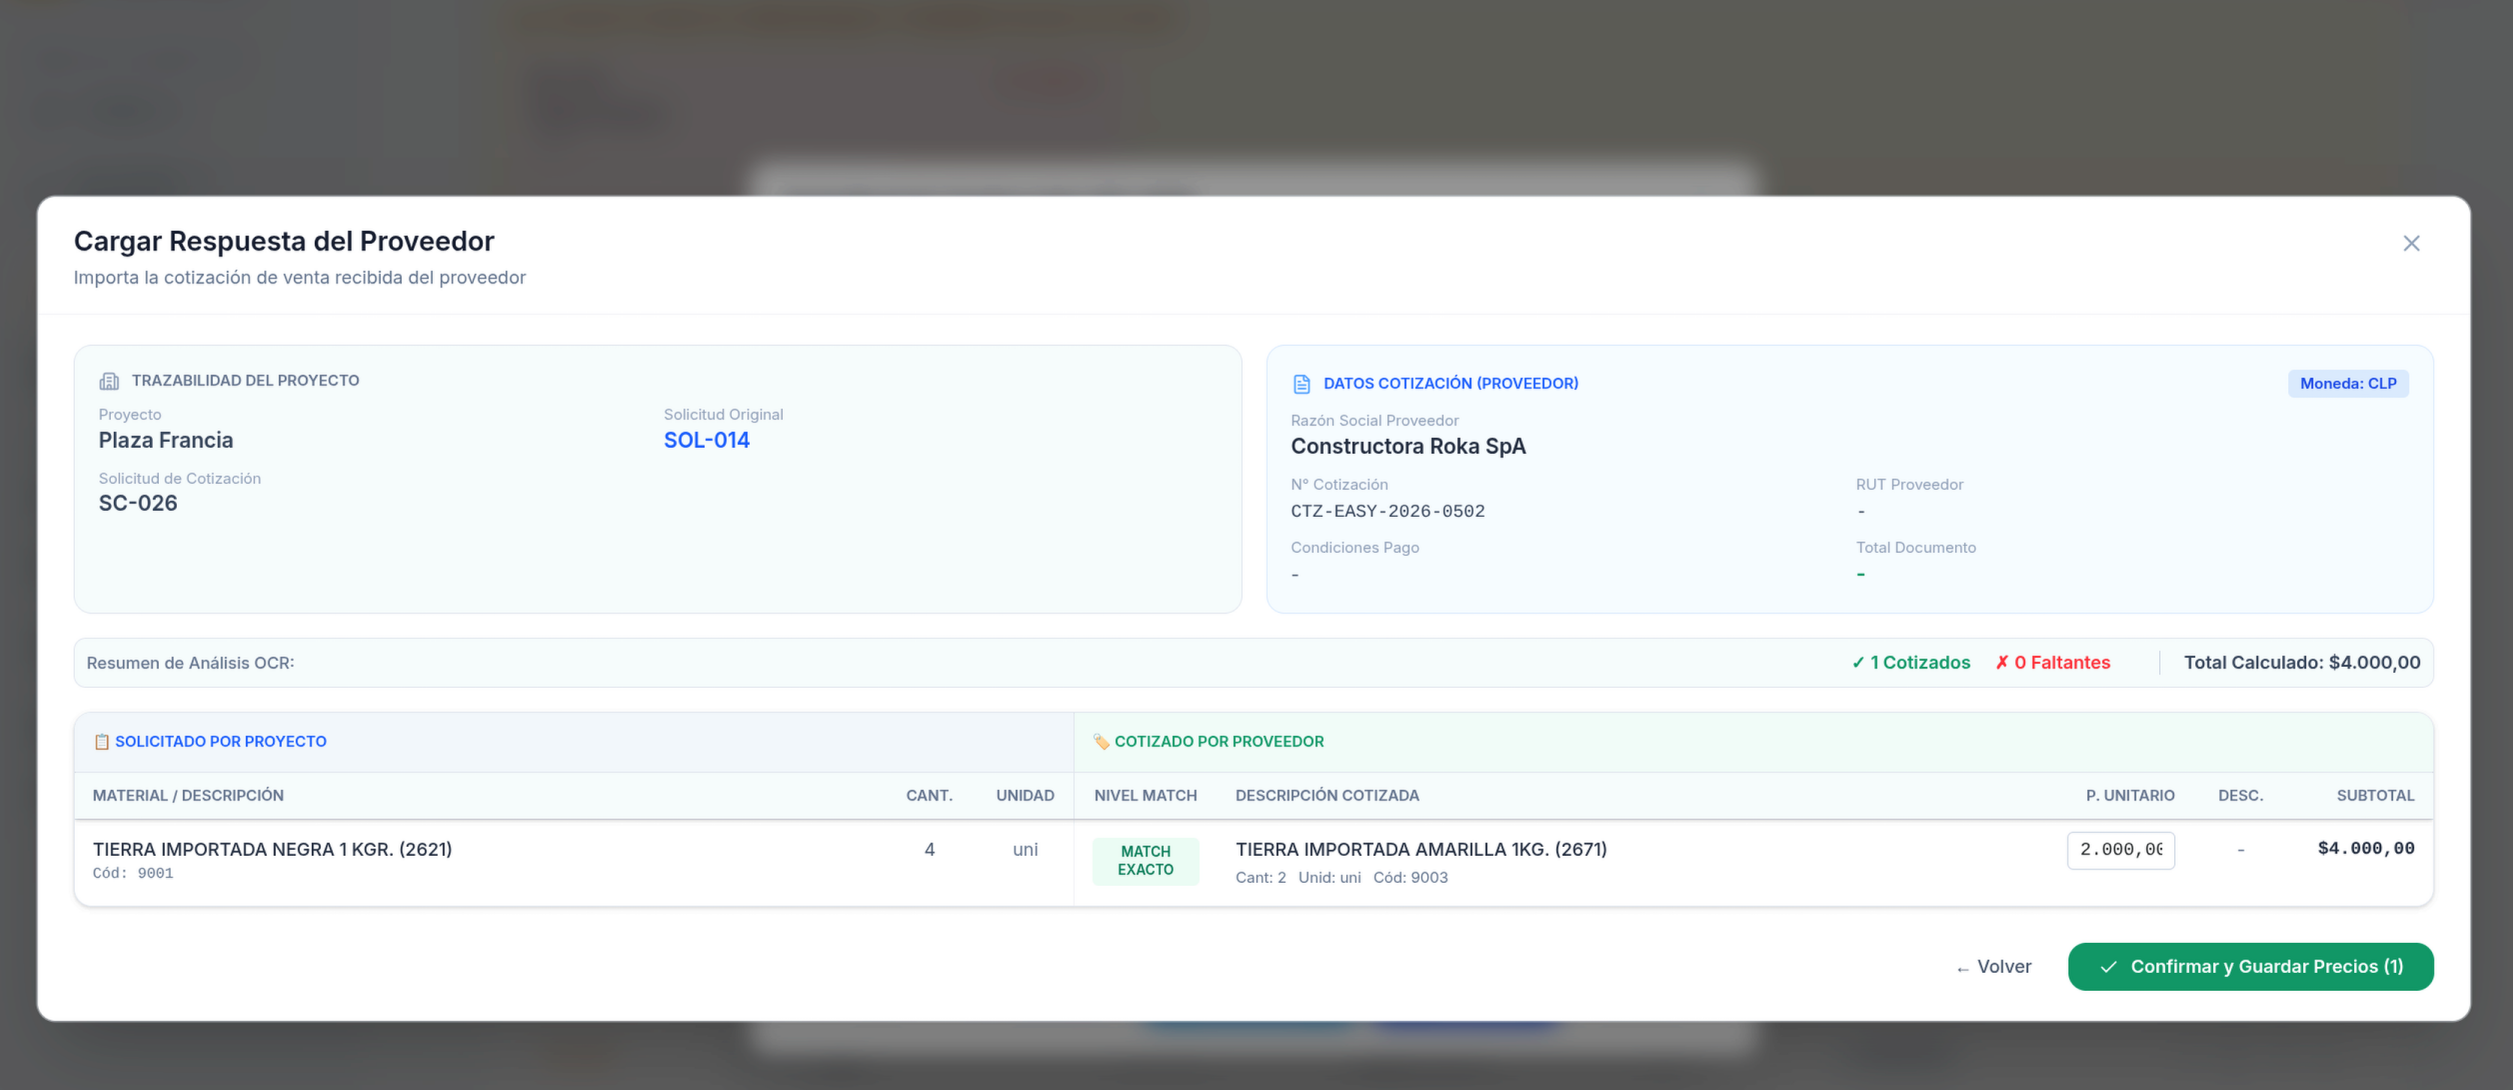 Cargar Respuesta del Proveedor
Importa la cotización de venta recibida del proveedor
TRAZABILIDAD DEL PROYECTO
Proyecto
Plaza Francia
Solicitud Original
SOL-014
Solicitud de Cotización
SC-026
DATOS COTIZACIÓN (PROVEEDOR)
Moneda: CLP
Razón Social Proveedor
Constructora Roka SpA
N° Cotización
CTZ-EASY-2026-0502
RUT Proveedor
-
Condiciones Pago
-
Total Documento
-
Resumen de Análisis OCR:
✓ 1 Cotizados ✗ 0 Faltantes
Total Calculado: $4.000,00
📋 SOLICITADO POR PROYECTO
🏷️ COTIZADO POR PROVEEDOR
MATERIAL / DESCRIPCIÓN CANT. UNIDAD NIVEL MATCH DESCRIPCIÓN COTIZADA P. UNITARIO DESC. SUBTOTAL
TIERRA IMPORTADA NEGRA 1 KGR. (2621)
Cód: 9001
4
uni
MATCH
EXACTO
TIERRA IMPORTADA AMARILLA 1KG. (2671)
Cant: 2 Unid: uni Cód: 9003
2.000,00
-
$4.000,00
← Volver
✓ Confirmar y Guardar Precios (1)